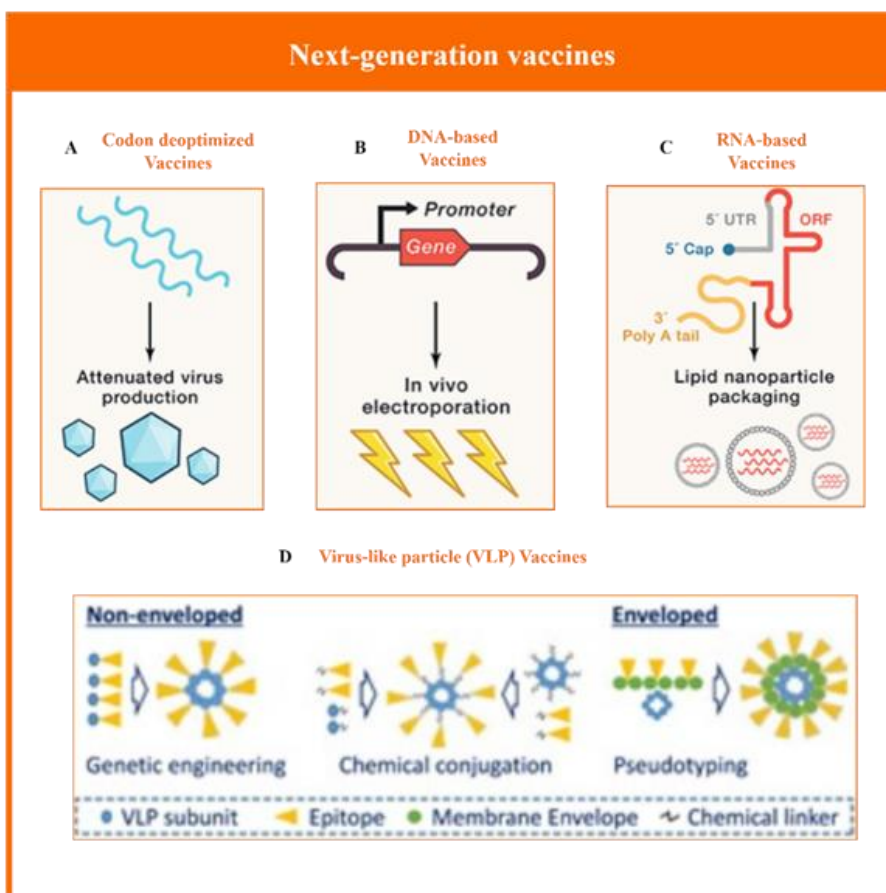 Next-generation vaccines
A
Codon deoptimized
Vaccines
Attenuated virus
production
B
DNA-based
Vaccines
Promoter
Gene
In vivo
electroporation
C
RNA-based
Vaccines
5′ UTR
ORF
5′ Cap
3′
Poly A tail
Lipid nanoparticle
packaging
D Virus-like particle (VLP) Vaccines
Non-enveloped
Enveloped
Genetic engineering
Chemical conjugation
Pseudotyping
VLP subunit
Epitope
Membrane Envelope
Chemical linker